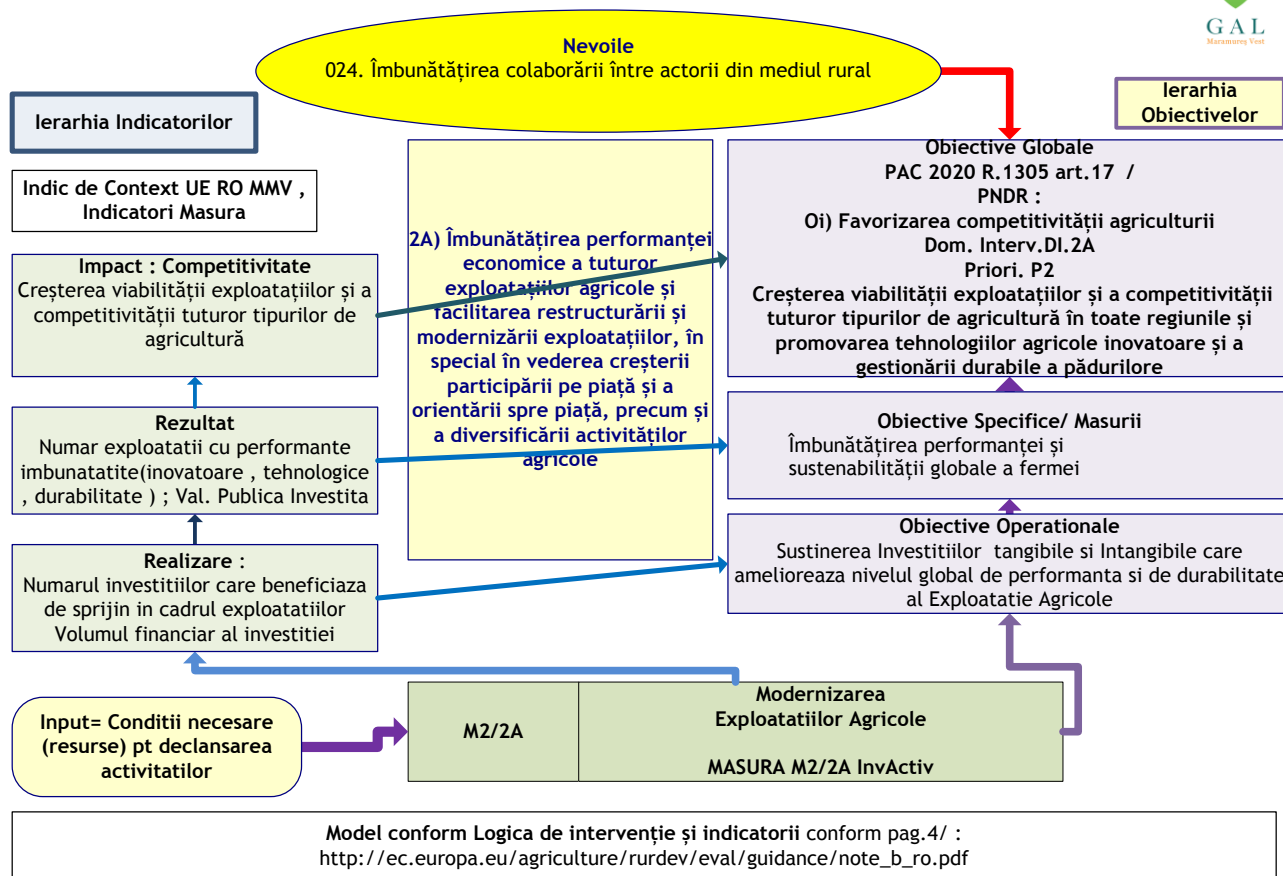 GAL
Maramureș Vest
Nevoile
024. Îmbunătățirea colaborării între actorii din mediul rural
Ierarhia Indicatorilor
Ierarhia
Obiectivelor
Indic de Context UE RO MMV ,
Indicatori Masura
Impact : Competitivitate
Creșterea viabilității exploatațiilor și a
competitivității tuturor tipurilor de
agricultură
Rezultat
Numar exploatatii cu performante
imbunatatite(inovatoare , tehnologice
, durabilitate ) ; Val. Publica Investita
Realizare :
Numarul investitiilor care beneficiaza
de sprijin in cadrul exploatatiilor
Volumul financiar al investitiei
2A) Îmbunătățirea performanței
economice a tuturor
exploatațiilor agricole și
facilitarea restructurării și
modernizării exploatațiilor, în
special în vederea creșterii
participării pe piață și a
orientării spre piață, precum și
a diversificării activităților
agricole
Obiective Globale
PAC 2020 R.1305 art.17 /
PNDR :
Oi) Favorizarea competitivității agriculturii
Dom. Interv.DI.2A
Priori. P2
Creșterea viabilității exploatațiilor și a competitivității
tuturor tipurilor de agricultură în toate regiunile și
promovarea tehnologiilor agricole inovatoare și a
gestionării durabile a pădurilore
Obiective Specifice/ Masurii
Îmbunătățirea performanței și
sustenabilității globale a fermei
Obiective Operationale
Sustinerea Investitiilor tangibile si Intangibile care
amelioreaza nivelul global de performanta si de durabilitate
al Exploatatie Agricole
Input= Conditii necesare
(resurse) pt declansarea
activitatilor
M2/2A
Modernizarea
Exploatatiilor Agricole
MASURA M2/2A InvActiv
Model conform Logica de intervenție și indicatorii conform pag.4/ :
http://ec.europa.eu/agriculture/rurdev/eval/guidance/note_b_ro.pdf